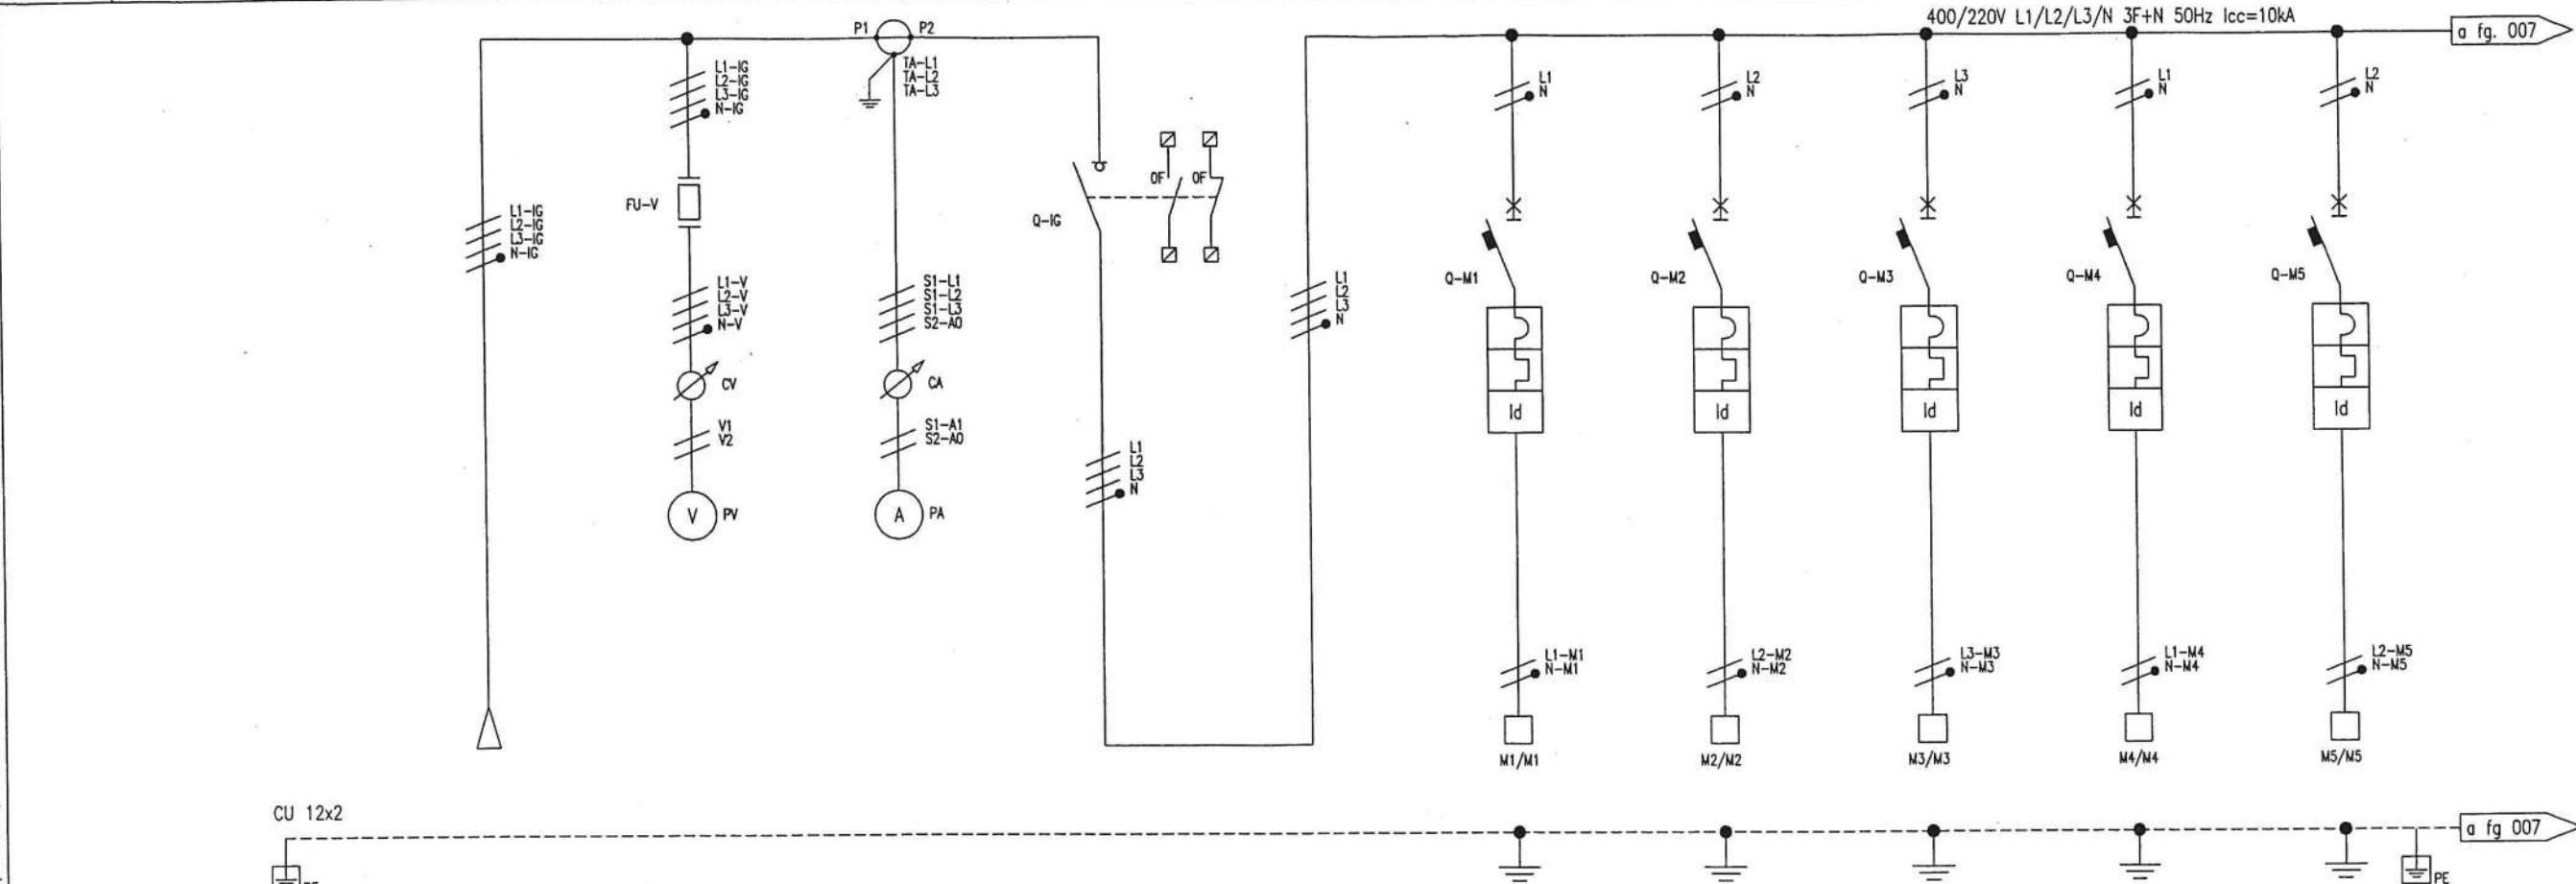 400/220V L1/L2/L3/N 3F+N 50Hz Icc=10kA
a fg. 007
P1
P2
TA-L1
TA-L2
TA-L3
L1-IG
L2-IG
L3-IG
N-IG
L1
N
L2
N
L3
N
L1
N
L2
N
OF
OF
FU-V
L1-IG
L2-IG
L3-IG
N-IG
Q-IG
L1-V
L2-V
L3-V
N-V
S1-L1
S1-L2
S1-L3
S2-A0
L1
L2
L3
N
Q-M1
Q-M2
Q-M3
Q-M4
Q-M5
CV
CA
Id
Id
Id
Id
Id
V1
V2
S1-A1
S2-A0
L1
L2
L3
N
V
PV
A
PA
L1-M1
N-M1
L2-M2
N-M2
L3-M3
N-M3
L1-M4
N-M4
L2-M5
N-M5
M1/M1
M2/M2
M3/M3
M4/M4
M5/M5
CU 12x2
a fg 007
PE
PE